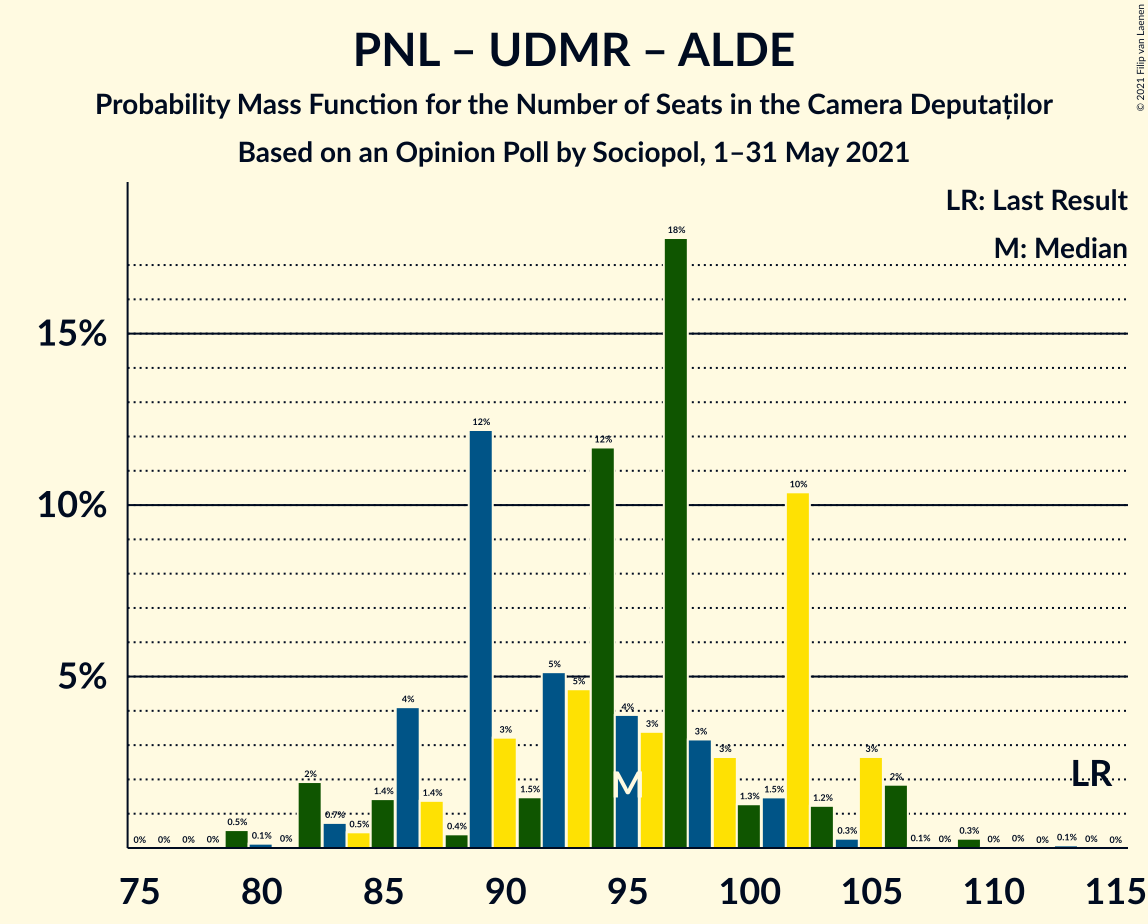 PNL – UDMR – ALDE
Probability Mass Function for the Number of Seats in the Camera Deputaților
Based on an Opinion Poll by Sociopol, 1–31 May 2021
© 2021 Filip van Laenen
LR: Last Result
M: Median
15%
10%
5%
0% 0% 0% 0% 0.5% 0.1% 0% 2% 0.7% 0.5% 1.4% 4% 1.4% 0.4% 12% 3% 1.5% 5% 5% 12% 4% 3% 18% 3% 3% 1.3% 1.5% 10% 1.2% 0.3% 3% 2% 0.1% 0% 0.3% 0% 0% 0% 0.1% 0% 0%
M
LR
75 80 85 90 95 100 105 110 115